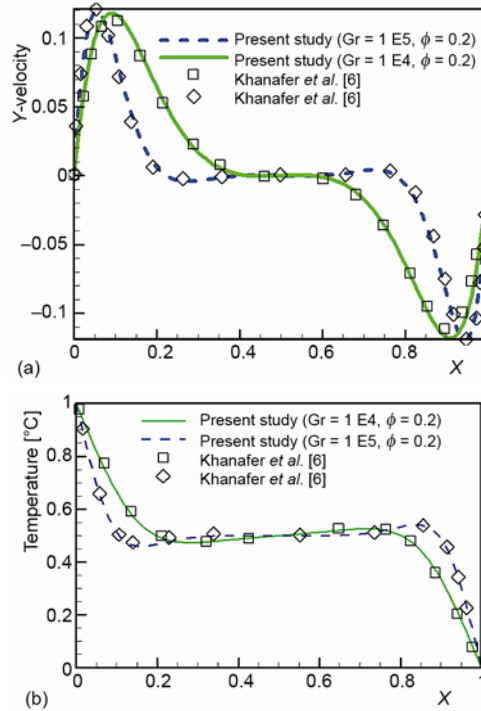 Y-velocity
0.1
0.05
0.00
−0.05
−0.1
Present study (Gr = 1 E5, ϕ = 0.2)
Present study (Gr = 1 E4, ϕ = 0.2)
Khanafer et al. [6]
Khanafer et al. [6]
0 0.2 0.4 0.6 0.8 1
X
(a)
Temperature [°C]
1
0.8
0.6
0.4
0.2
0
Present study (Gr = 1 E4, ϕ = 0.2)
Present study (Gr = 1 E5, ϕ = 0.2)
Khanafer et al. [6]
Khanafer et al. [6]
0 0.2 0.4 0.6 0.8 1
X
(b)